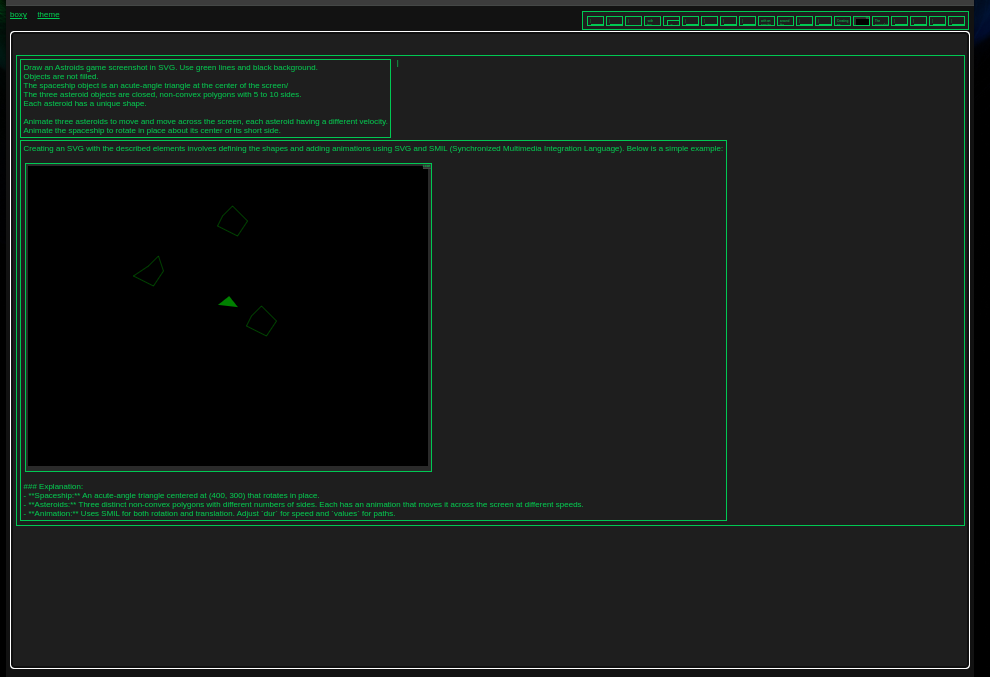 boxy theme
Draw an Astroids game screenshot in SVG. Use green lines and black background.
Objects are not filled.
The spaceship object is an acute-angle triangle at the center of the screen/
The three asteroid objects are closed, non-convex polygons with 5 to 10 sides.
Each asteroid has a unique shape.
Animate three asteroids to move and move across the screen, each asteroid having a different velocity.
Animate the spaceship to rotate in place about its center of its short side.
Creating an SVG with the described elements involves defining the shapes and adding animations using SVG and SMIL (Synchronized Multimedia Integration Language). Below is a simple example:
### Explanation:
- **Spaceship:** An acute-angle triangle centered at (400, 300) that rotates in place.
- **Asteroids:** Three distinct non-convex polygons with different numbers of sides. Each has an animation that moves it across the screen at different speeds.
- **Animation:** Uses SMIL for both rotation and translation. Adjust `dur` for speed and `values` for paths.